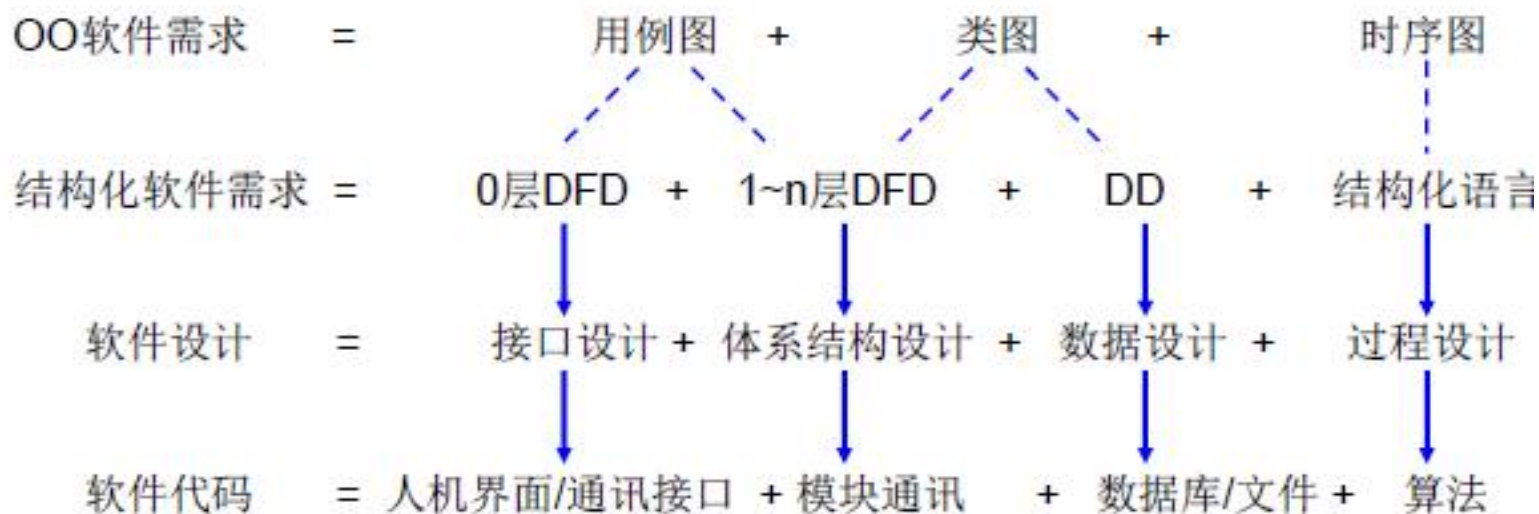 OO软件需求 = 用例图 + 类图 + 时序图
结构化软件需求 = 0层DFD + 1~n层DFD + DD + 结构化语言
软件设计 = 接口设计 + 体系结构设计 + 数据设计 + 过程设计
软件代码 = 人机界面/通讯接口 + 模块通讯 + 数据库/文件 + 算法